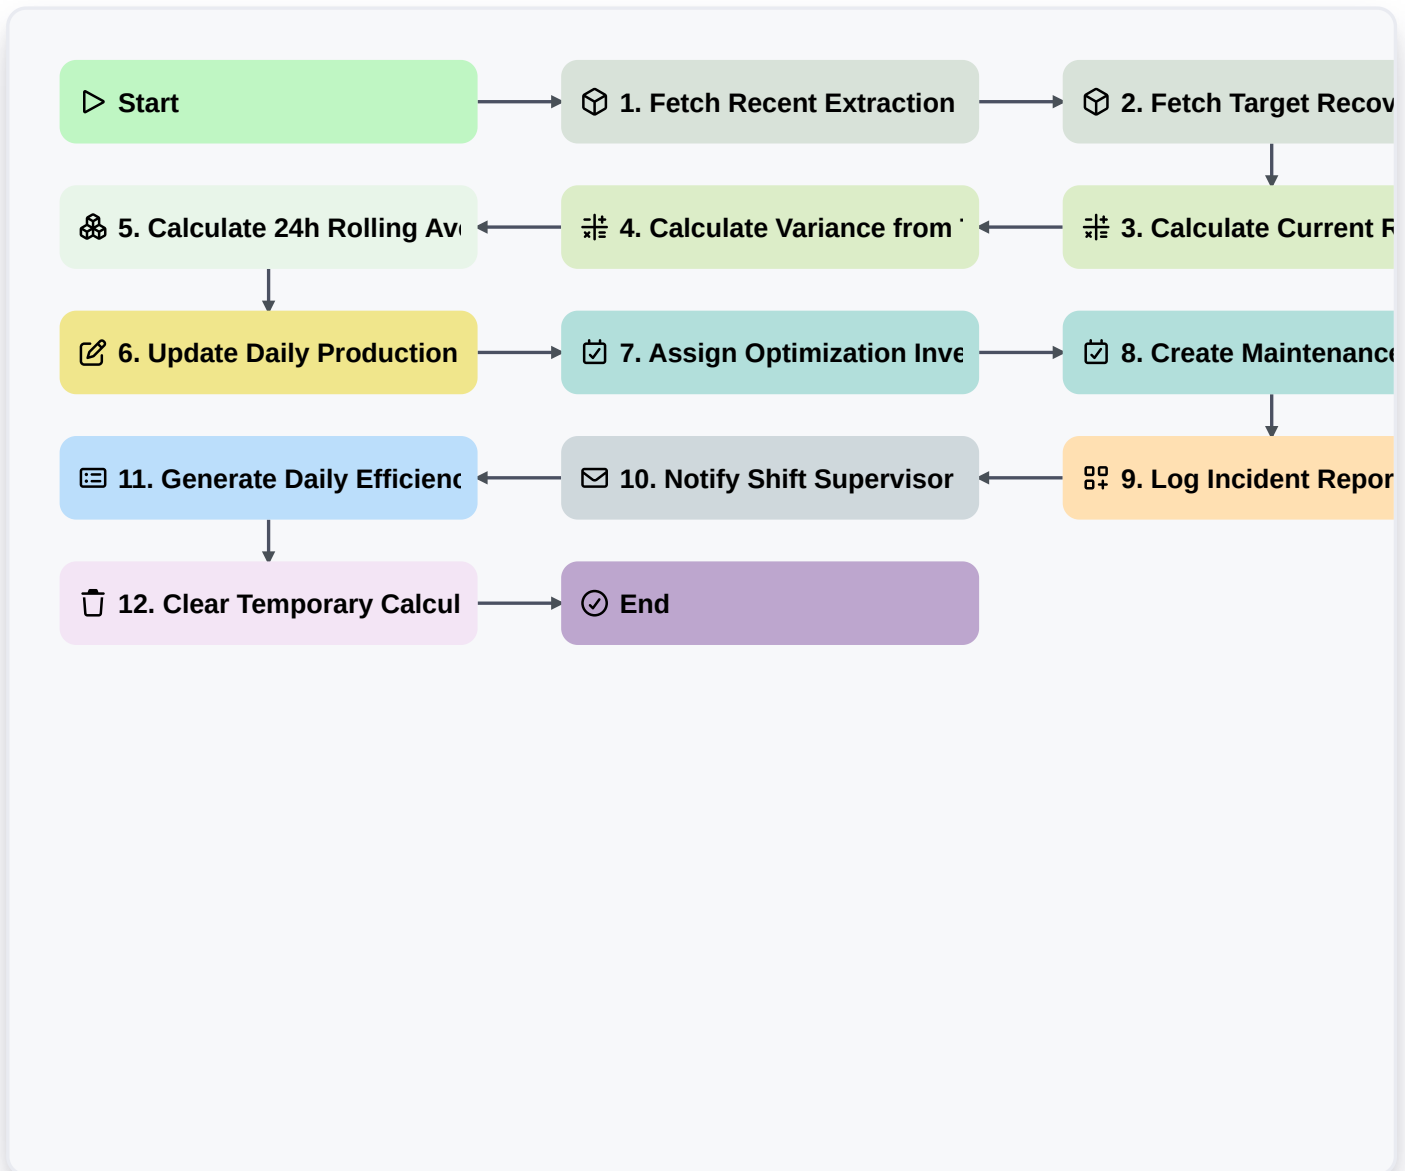 Start
1. Fetch Recent Extraction
2. Fetch Target Recov
5. Calculate 24h Rolling Ave
4. Calculate Variance from
3. Calculate Current R
6. Update Daily Production
7. Assign Optimization Inve
8. Create Maintenance
11. Generate Daily Efficienc
10. Notify Shift Supervisor
9. Log Incident Repor
12. Clear Temporary Calcul
End